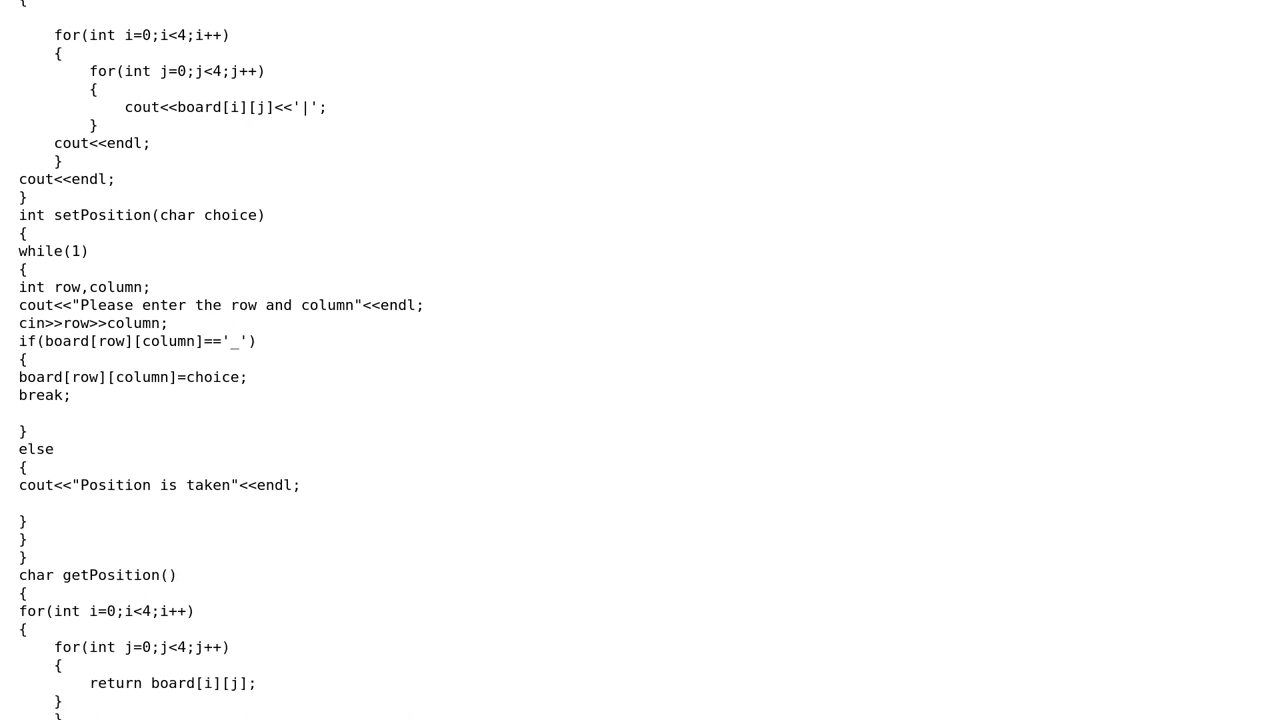 {
for(int i=0;i<4;i++)
{
for(int j=0;j<4;j++)
{
cout<<board[i][j]<<'|';
}
cout<<endl;
}
cout<<endl;
}
int setPosition(char choice)
{
while(1)
{
int row,column;
cout<<"Please enter the row and column"<<endl;
cin>>row>>column;
if(board[row][column]=='_')
{
board[row][column]=choice;
break;
}
else
{
cout<<"Position is taken"<<endl;
}
}
}
char getPosition()
{
for(int i=0;i<4;i++)
{
for(int j=0;j<4;j++)
{
return board[i][j];
}
}